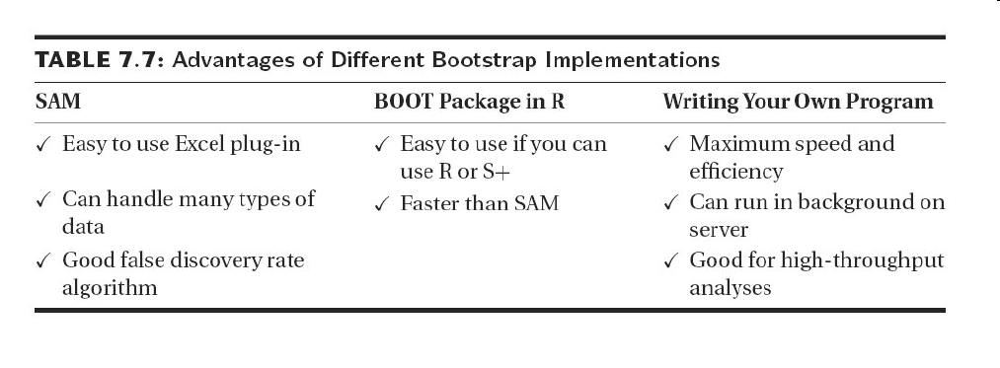 TABLE 7.7: Advantages of Different Bootstrap Implementations
SAM
BOOT Package in R
Writing Your Own Program
✓ Easy to use Excel plug-in
✓ Easy to use if you can
use R or S+
✓ Maximum speed and
efficiency
✓ Can handle many types of
data
✓ Faster than SAM
✓ Can run in background on
server
✓ Good false discovery rate
algorithm
✓ Good for high-throughput
analyses